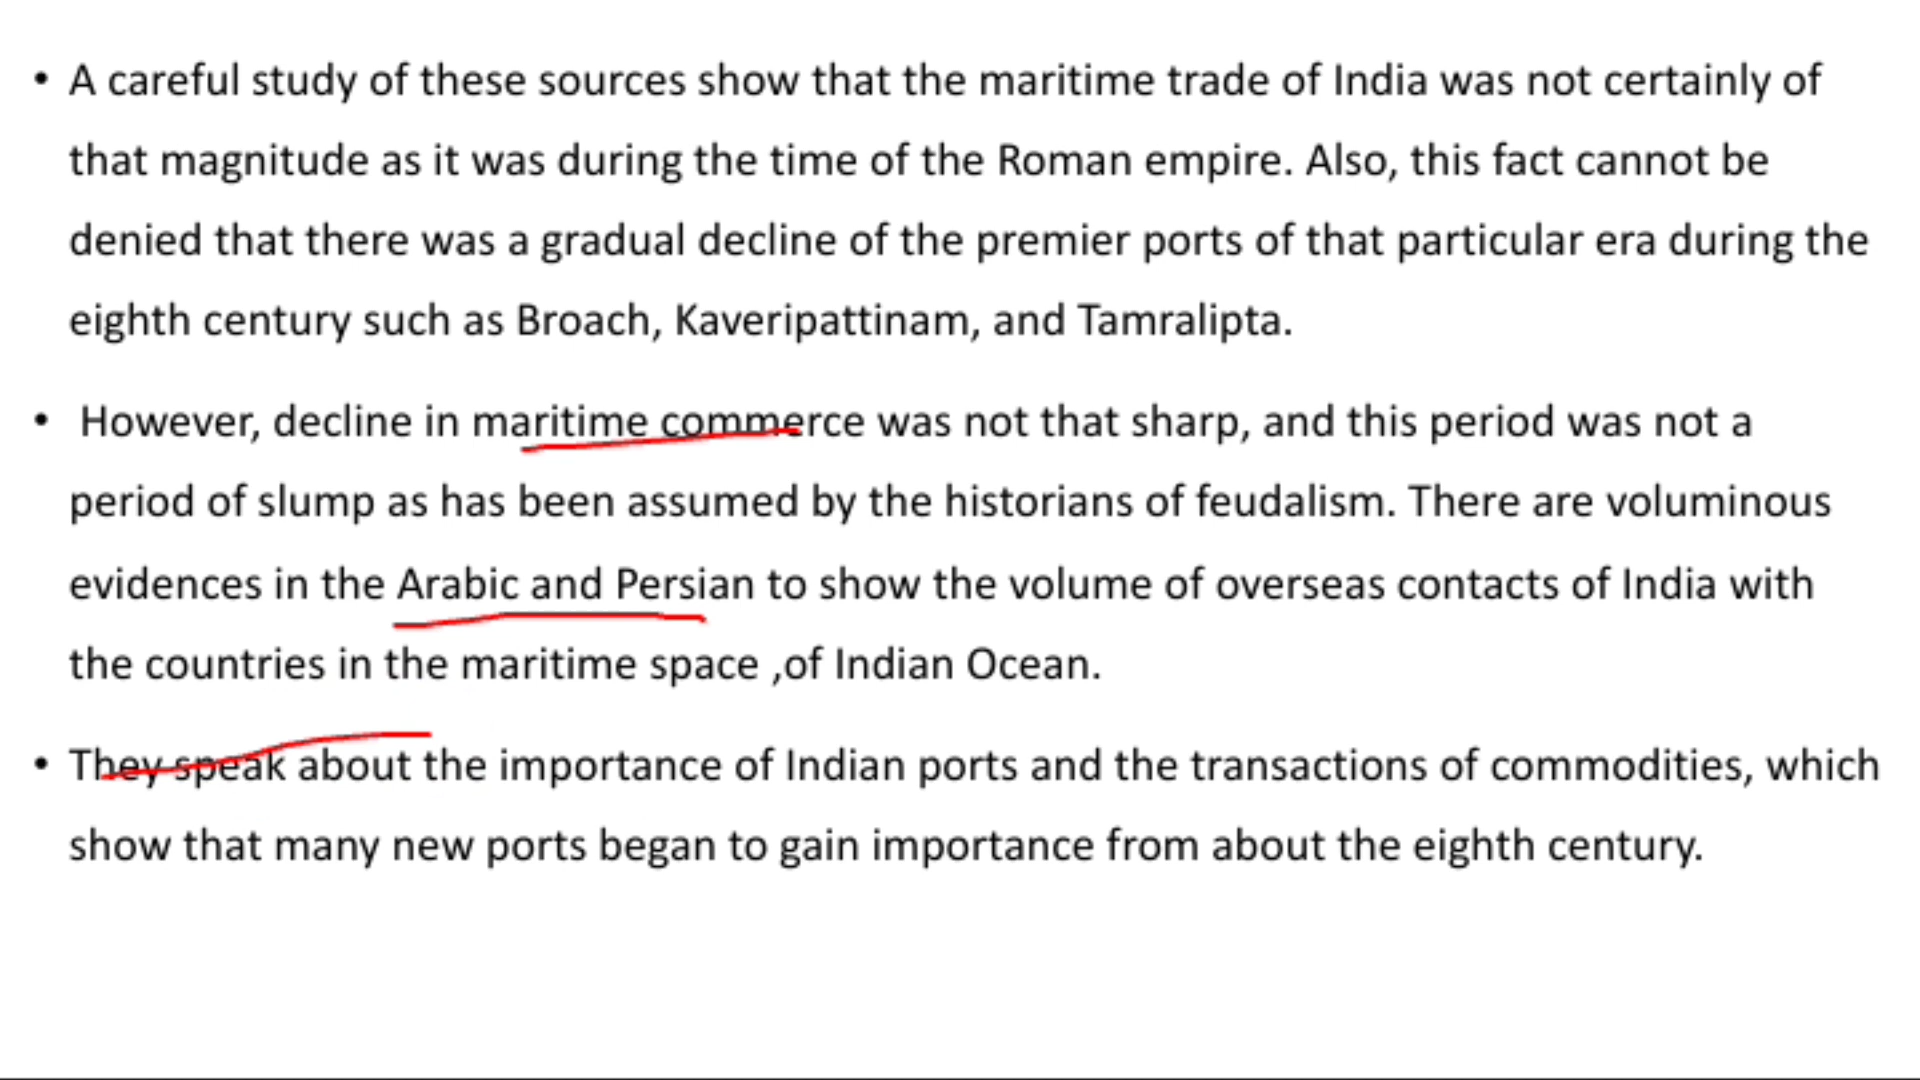 • A careful study of these sources show that the maritime trade of India was not certainly of
that magnitude as it was during the time of the Roman empire. Also, this fact cannot be
denied that there was a gradual decline of the premier ports of that particular era during the
eighth century such as Broach, Kaveripattinam, and Tamralipta.
• However, decline in maritime commerce was not that sharp, and this period was not a
period of slump as has been assumed by the historians of feudalism. There are voluminous
evidences in the Arabic and Persian to show the volume of overseas contacts of India with
the countries in the maritime space ,of Indian Ocean.
• They speak about the importance of Indian ports and the transactions of commodities, which
show that many new ports began to gain importance from about the eighth century.